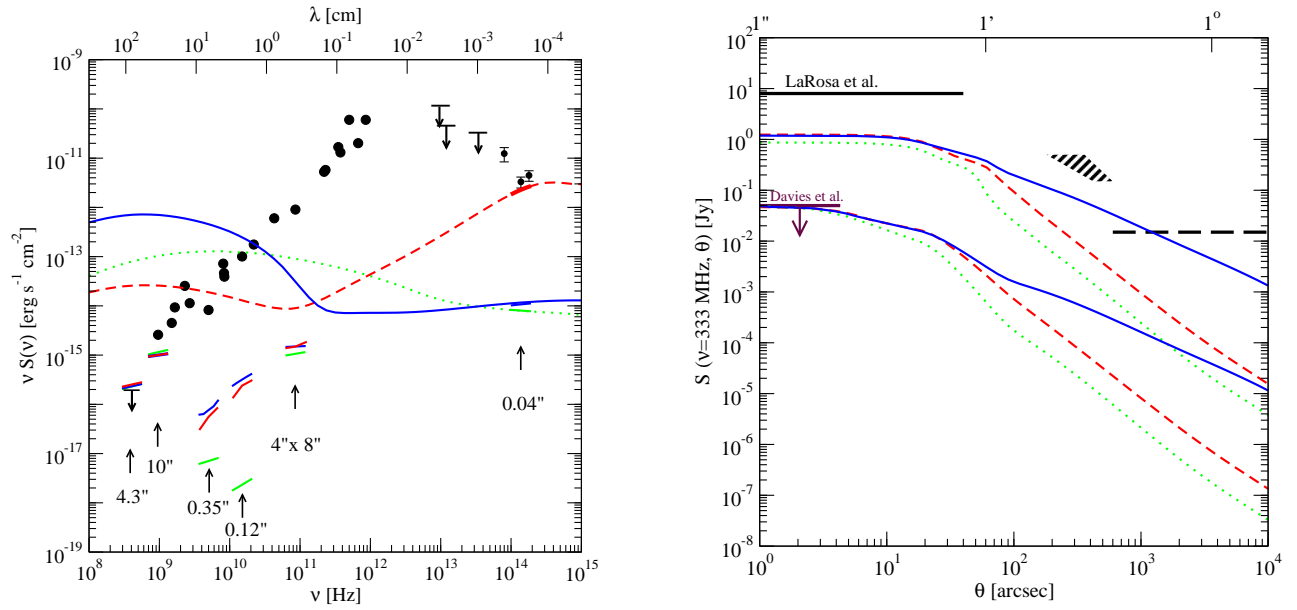 λ [cm]
10² 10¹ 10⁰ 10⁻¹ 10⁻² 10⁻³ 10⁻⁴
10⁻⁹
10⁻¹¹
10⁻¹³
10⁻¹⁵
10⁻¹⁷
10⁻¹⁹
ν S(ν) [erg s⁻¹ cm⁻²]
4.3"
10"
0.35"
0.12"
4"x 8"
0.04"
10⁸ 10⁹ 10¹⁰ 10¹¹ 10¹² 10¹³ 10¹⁴ 10¹⁵
ν [Hz]
1" 1' 1°
10²
10¹
10⁰
10⁻¹
10⁻²
10⁻³
10⁻⁴
10⁻⁵
10⁻⁶
10⁻⁷
10⁻⁸
S (ν=333 MHz, θ) [Jy]
LaRosa et al.
Davies et al.
10⁰ 10¹ 10² 10³ 10⁴
θ [arcsec]